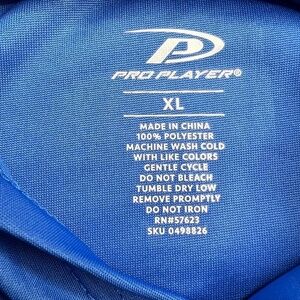 PRO PLAYER®
XL
MADE IN CHINA
100% POLYESTER
MACHINE WASH COLD
WITH LIKE COLORS
GENTLE CYCLE
DO NOT BLEACH
TUMBLE DRY LOW
REMOVE PROMPTLY
DO NOT IRON
RN#57623
SKU 0498826